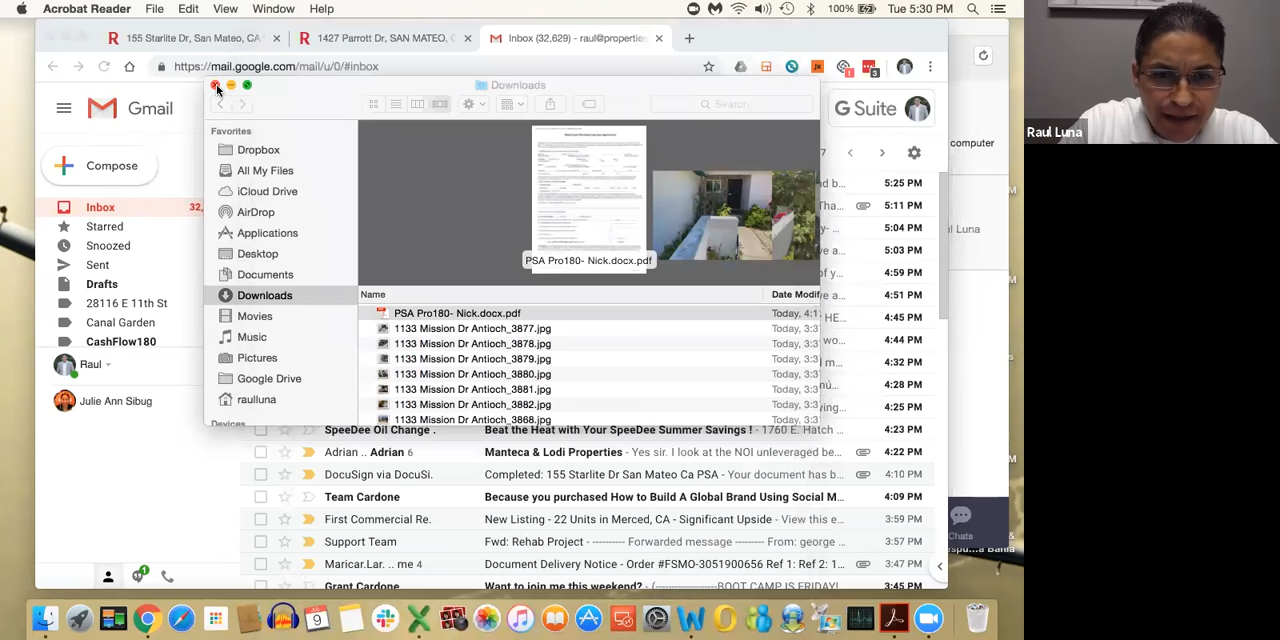 Acrobat Reader File Edit View Window Help 100% Tue 5:30 PM
155 Starlite Dr, San Mateo, CA 1427 Parrott Dr, SAN MATEO, C Inbox (32,629) - raul@properties
https://mail.google.com/mail/u/0/#inbox
Downloads
Search
Gmail
G Suite
Compose
Inbox 32,
Starred
Snoozed
Sent
Drafts
28116 E 11th St
Canal Garden
CashFlow180
Raul
Julie Ann Sibug
Favorites
Dropbox
All My Files
iCloud Drive
AirDrop
Applications
Desktop
Documents
Downloads
Movies
Music
Pictures
Google Drive
raulluna
Devices
PSA Pro180- Nick.docx.pdf
Name Date Modif
PSA Pro180- Nick.docx.pdf Today, 4:1
1133 Mission Dr Antioch_3877.jpg Today, 3:3
1133 Mission Dr Antioch_3878.jpg Today, 3:3
1133 Mission Dr Antioch_3879.jpg Today, 3:3
1133 Mission Dr Antioch_3880.jpg Today, 3:3
1133 Mission Dr Antioch_3881.jpg Today, 3:3
1133 Mission Dr Antioch_3882.jpg Today, 3:3
1133 Mission Dr Antioch_3868.jpg Today, 3:3
7
5:25 PM
5:11 PM
5:04 PM
5:03 PM
4:59 PM
4:51 PM
4:45 PM
4:44 PM
4:32 PM
4:28 PM
4:25 PM
SpeeDee Oil Change . Beat the Heat with Your SpeeDee Summer Savings ! - 1760 E. Hatch ... 4:23 PM
Adrian .. Adrian 6 Manteca & Lodi Properties - Yes sir. I look at the NOI unleveraged be... 4:22 PM
DocuSign via DocuSi. Completed: 155 Starlite Dr San Mateo Ca PSA - Your document has b... 4:10 PM
Team Cardone Because you purchased How to Build A Global Brand Using Social M... 4:09 PM
First Commercial Re. New Listing - 22 Units in Merced, CA - Significant Upside - View this e... 3:59 PM
Support Team Fwd: Rehab Project - ---------- Forwarded message --------- From: george ... 3:57 PM
Maricar.Lar. .. me 4 Document Delivery Notice - Order #FSMO-3051900656 Ref 1: Ref 2: 1... 3:47 PM
Grant Cardone Want to join me this weekend? - (----------BOOT CAMP IS FRIDAY! 3:45 PM
computer
Chats
Raul Luna